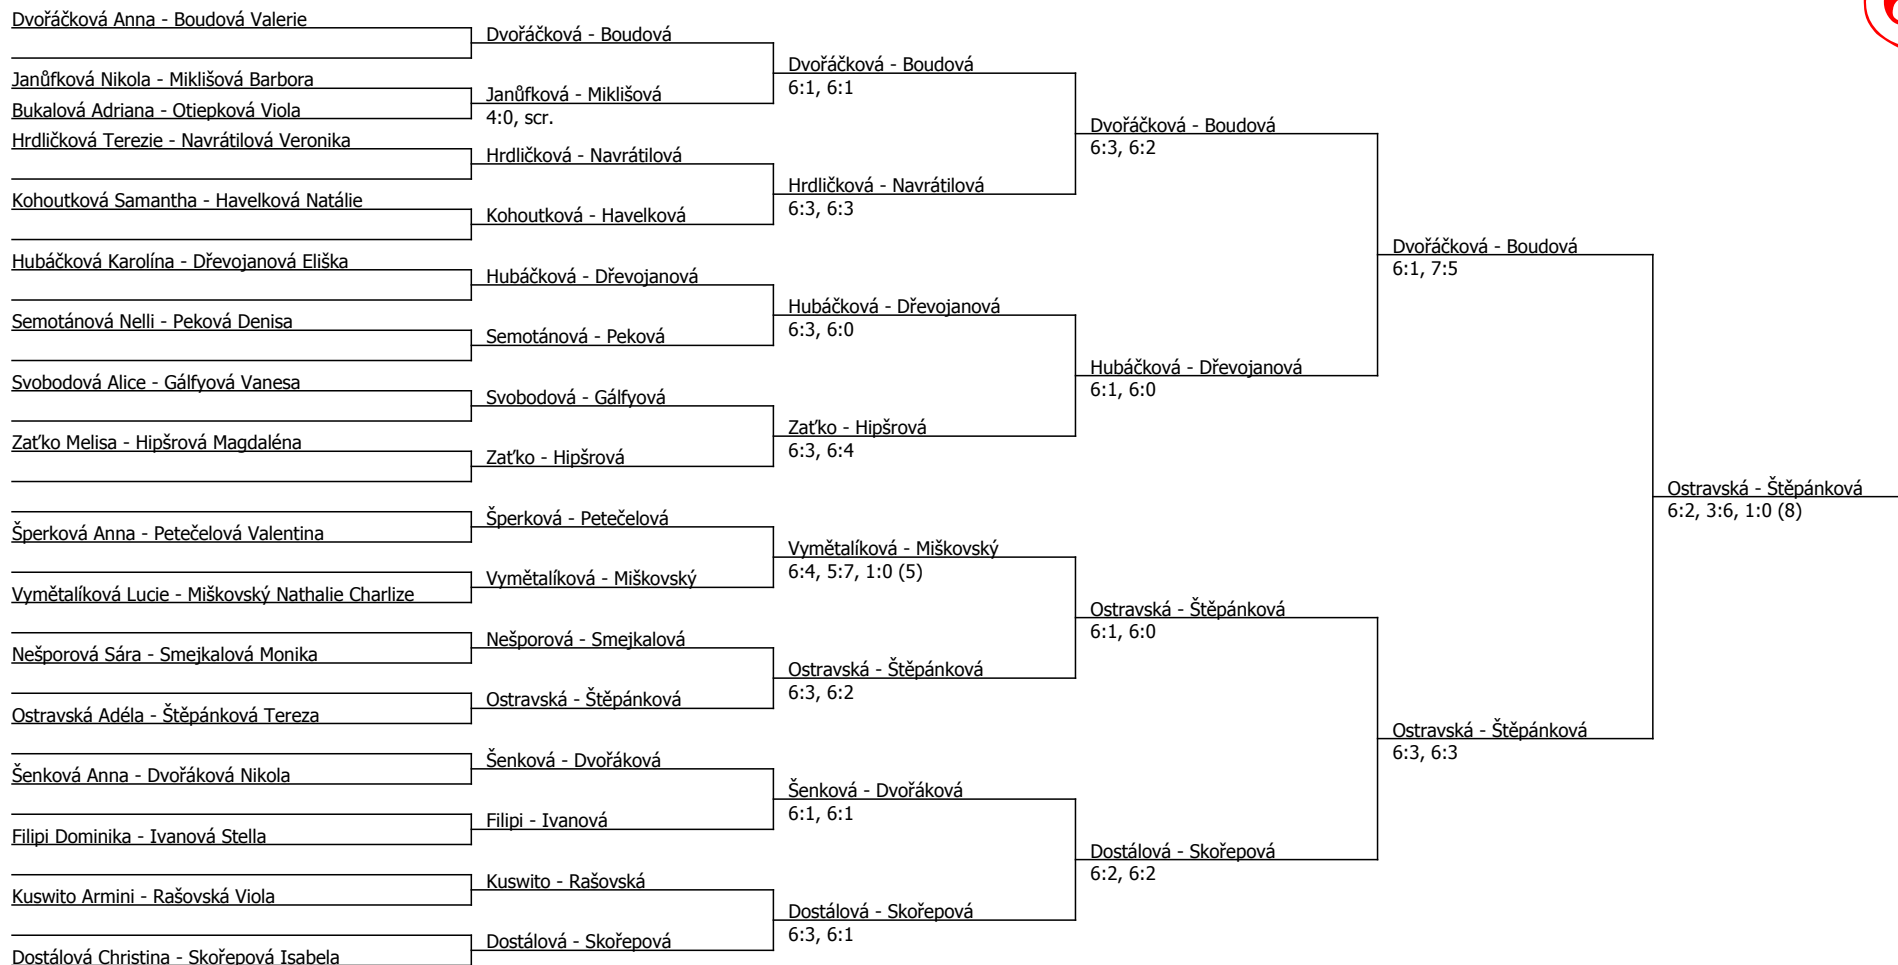 Dvořáčková Anna - Boudová Valerie
Janůfková Nikola - Miklišová Barbora
Bukalová Adriana - Otiepková Viola
Hrdličková Terezie - Navrátilová Veronika
Kohoutková Samantha - Havelková Natálie
Hubáčková Karolína - Dřevojanová Eliška
Semotánová Nelli - Peková Denisa
Svobodová Alice - Gálfyová Vanesa
Zaťko Melisa - Hipšrová Magdaléna
Šperková Anna - Petečelová Valentina
Vymětalíková Lucie - Miškovský Nathalie Charlize
Nešporová Sára - Smejkalová Monika
Ostravská Adéla - Štěpánková Tereza
Šenková Anna - Dvořáková Nikola
Filipi Dominika - Ivanová Stella
Kuswito Armini - Rašovská Viola
Dostálová Christina - Skořepová Isabela
Dvořáčková - Boudová
Janůfková - Miklišová
4:0, scr.
Hrdličková - Navrátilová
Kohoutková - Havelková
Hubáčková - Dřevojanová
Semotánová - Peková
Svobodová - Gálfyová
Zaťko - Hipšrová
Šperková - Petečelová
Vymětalíková - Miškovský
Nešporová - Smejkalová
Ostravská - Štěpánková
Šenková - Dvořáková
Filipi - Ivanová
Kuswito - Rašovská
Dostálová - Skořepová
Dvořáčková - Boudová
6:1, 6:1
Hrdličková - Navrátilová
6:3, 6:3
Hubáčková - Dřevojanová
6:3, 6:0
Zaťko - Hipšrová
6:3, 6:4
Vymětalíková - Miškovský
6:4, 5:7, 1:0 (5)
Ostravská - Štěpánková
6:3, 6:2
Šenková - Dvořáková
6:1, 6:1
Dostálová - Skořepová
6:3, 6:1
Dvořáčková - Boudová
6:3, 6:2
Hubáčková - Dřevojanová
6:1, 6:0
Ostravská - Štěpánková
6:1, 6:0
Dostálová - Skořepová
6:2, 6:2
Dvořáčková - Boudová
6:1, 7:5
Ostravská - Štěpánková
6:3, 6:3
Ostravská - Štěpánková
6:2, 3:6, 1:0 (8)